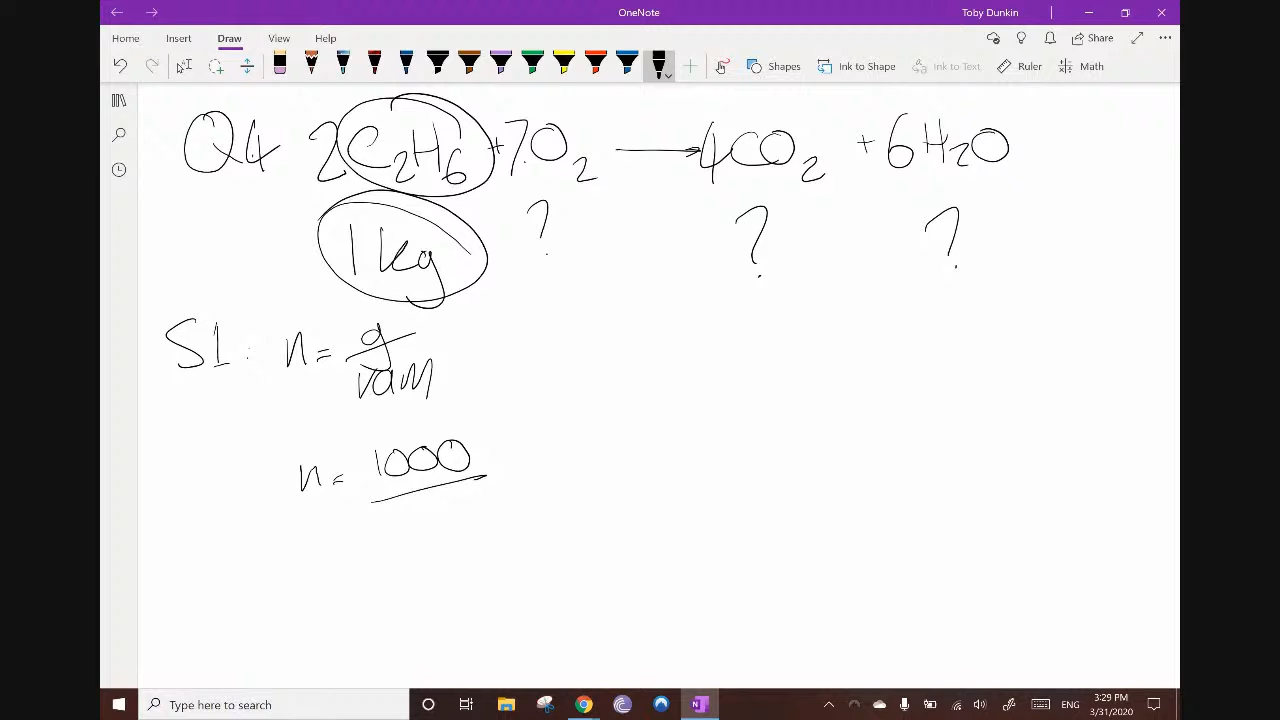 OneNote
Toby Dunkin
Home Insert Draw View Help
Share
Shapes Ink to Shape Ink to Text Ruler Math
Q4 2C₂H₆ + 7O₂ → 4CO₂ + 6H₂O
1kg ? ? ?
S1: n = g
n = 1000
Type here to search
ENG
3:29 PM
3/31/2020